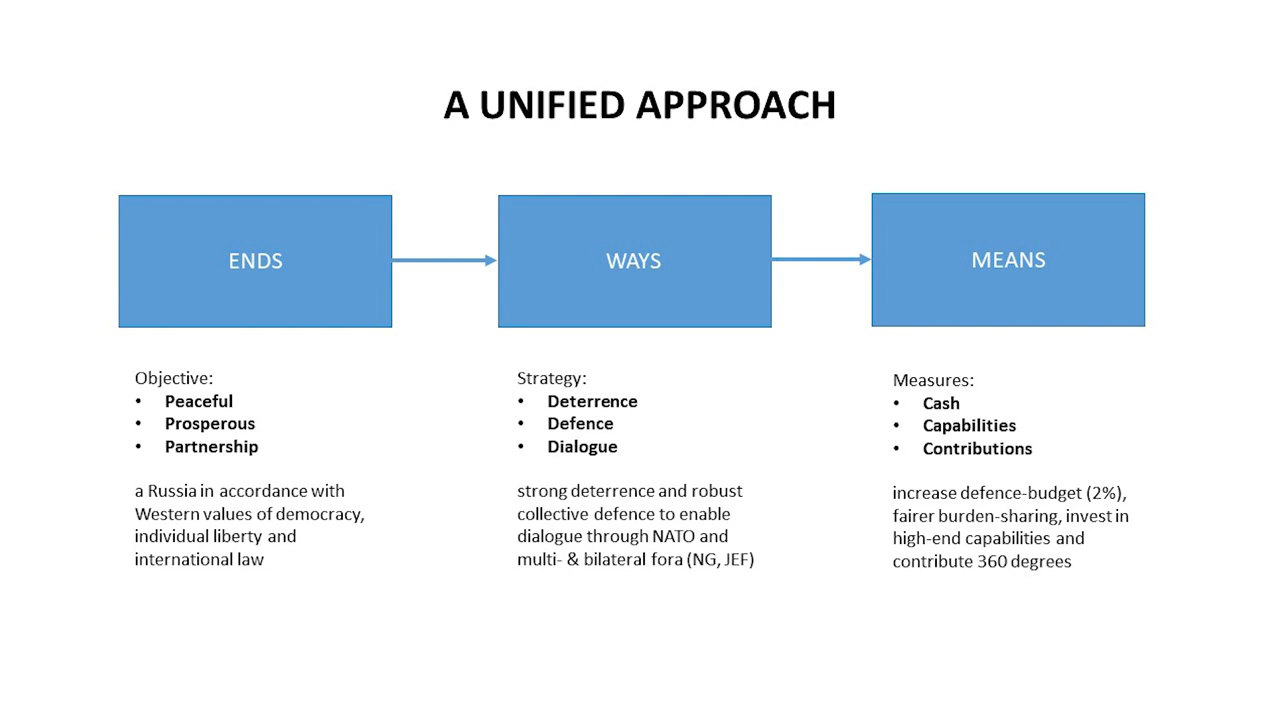 A UNIFIED APPROACH
ENDS
WAYS
MEANS
Objective:
• Peaceful
• Prosperous
• Partnership
a Russia in accordance with
Western values of democracy,
individual liberty and
international law
Strategy:
• Deterrence
• Defence
• Dialogue
strong deterrence and robust
collective defence to enable
dialogue through NATO and
multi- & bilateral fora (NG, JEF)
Measures:
• Cash
• Capabilities
• Contributions
increase defence-budget (2%),
fairer burden-sharing, invest in
high-end capabilities and
contribute 360 degrees